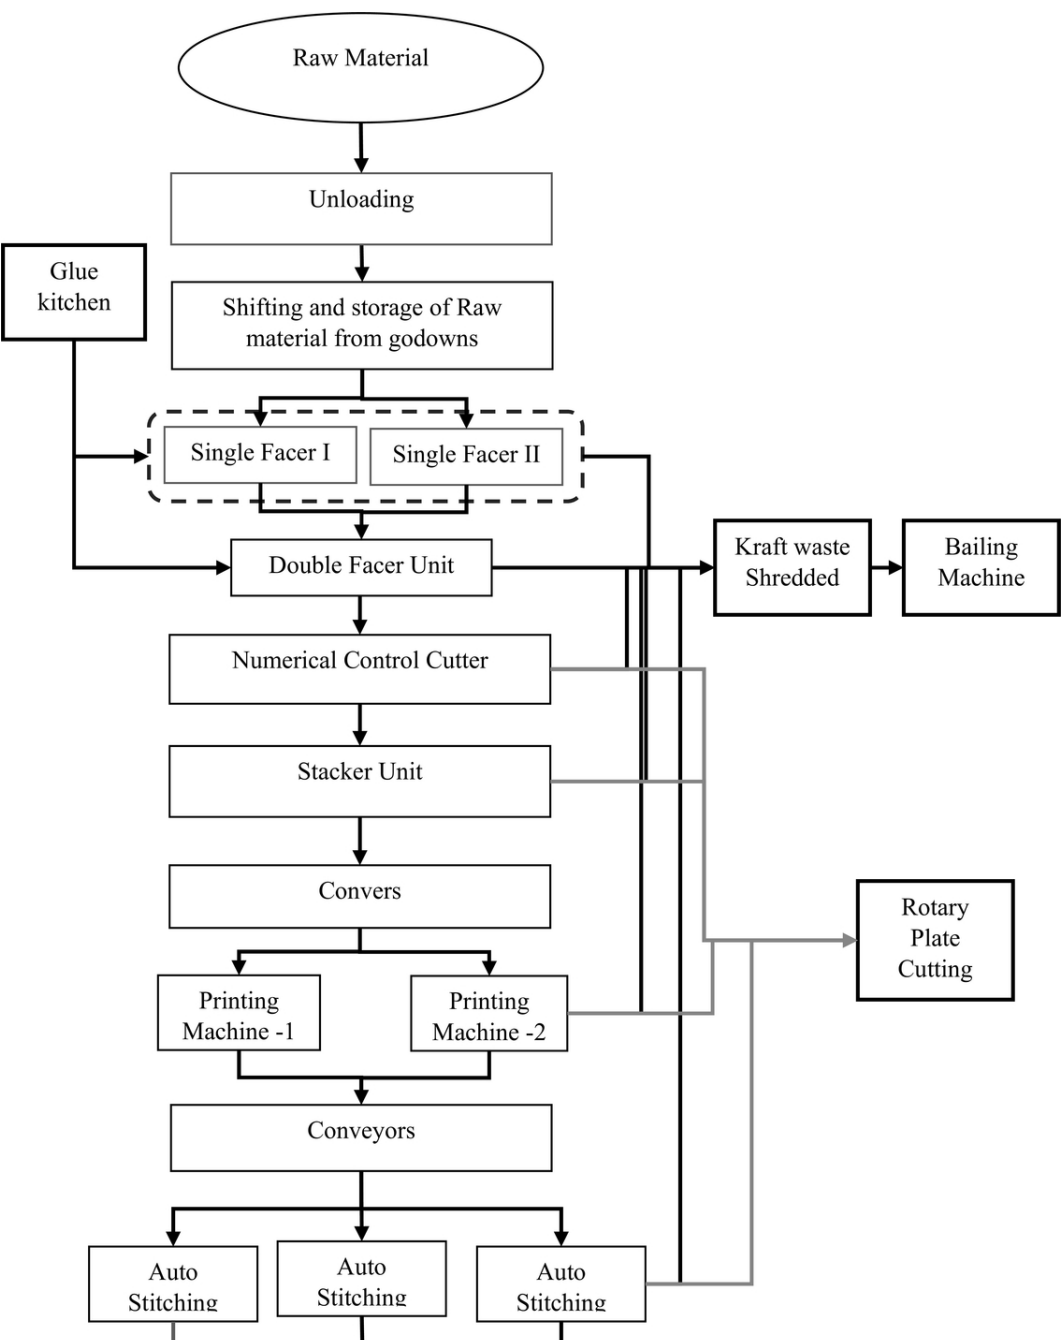 Raw Material
Unloading
Glue
kitchen
Shifting and storage of Raw
material from godowns
Single Facer I
Single Facer II
Double Facer Unit
Kraft waste
Shredded
Bailing
Machine
Numerical Control Cutter
Stacker Unit
Convers
Rotary
Plate
Cutting
Printing
Machine -1
Printing
Machine -2
Conveyors
Auto
Stitching
Auto
Stitching
Auto
Stitching